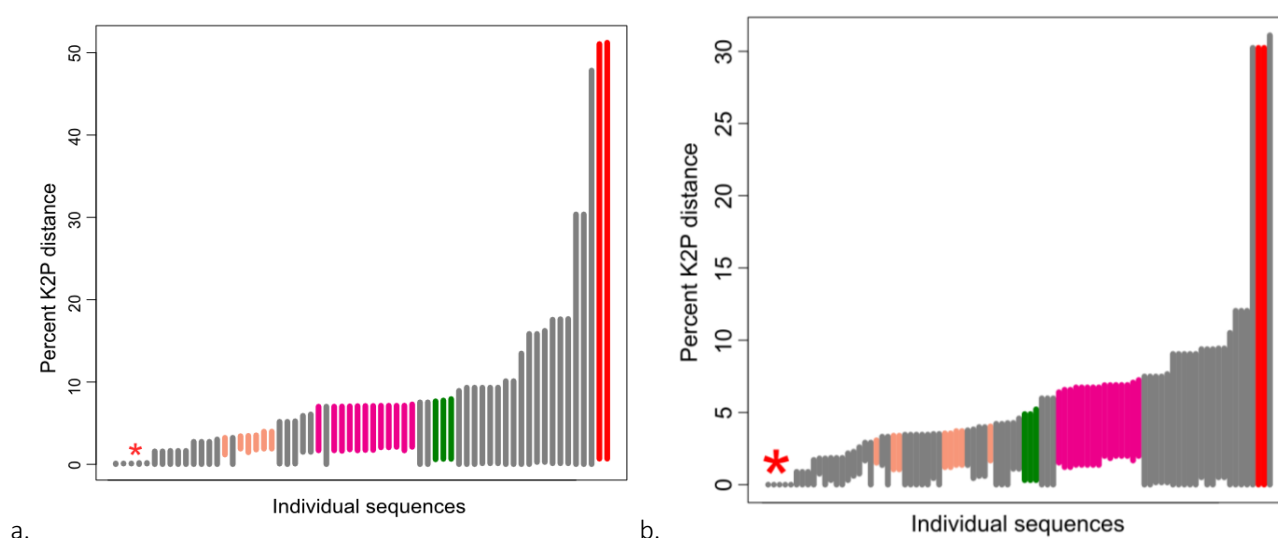 50
40
30
20
10
0
Percent K2P distance
*
Individual sequences
a.
30
25
20
15
10
5
0
Percent K2P distance
*
Individual sequences
b.